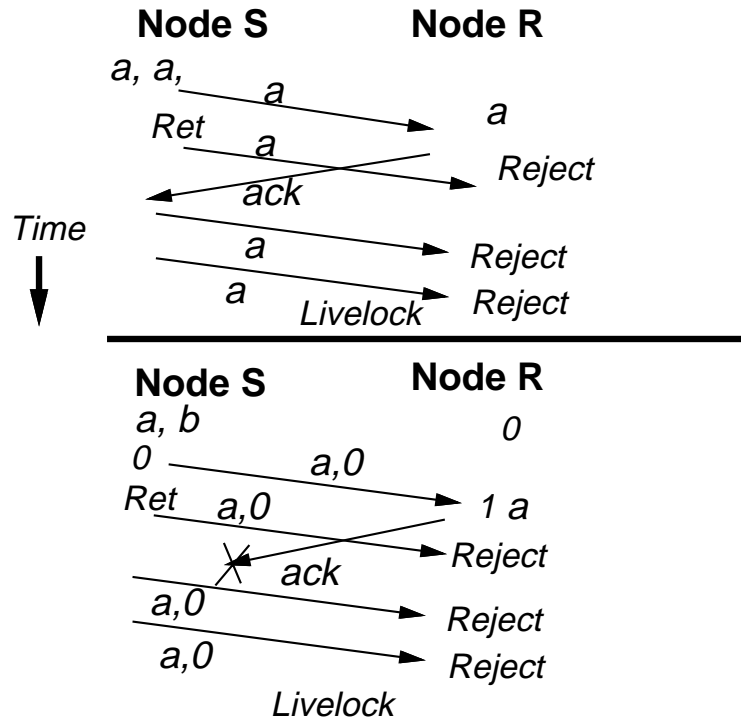 Node S Node R
a, a,
a
a
Ret
a
Reject
ack
Time
a
Reject
a
Reject
Livelock
Node S Node R
a, b
0
0
a,0
Ret
a,0
1 a
Reject
ack
a,0
Reject
a,0
Reject
Livelock